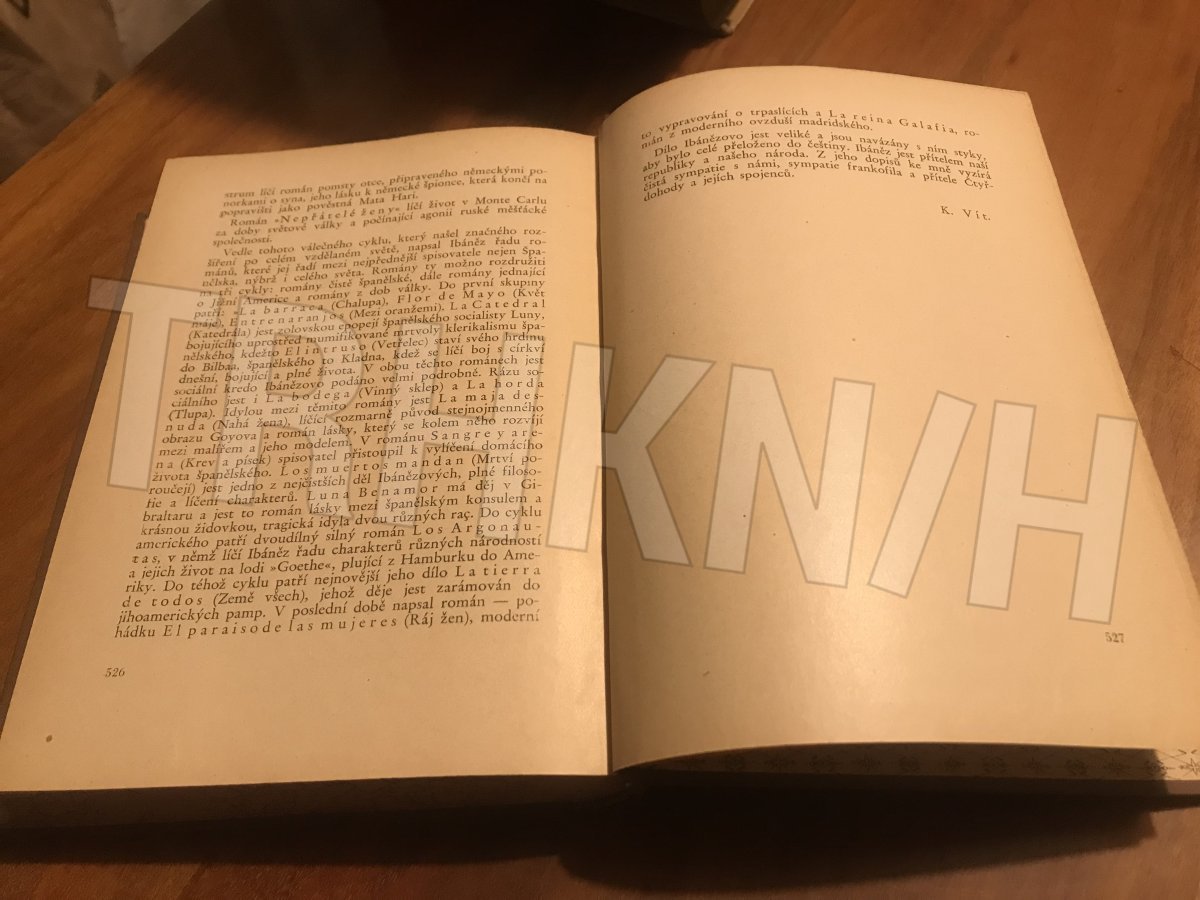 strum líčí román pomsty otce, připraveného německými po-
norkami o syna, jeho lásku k německé špionce, která končí na
popravišti jako pověstná Mata Hari.
Román »Nepřátelé ženy« líčí život v Monte Carlu
za doby světové války a počínající agonii ruské měšťácké
společnosti.
Vedle tohoto válečného cyklu, který našel značného roz-
šíření po celém vzdělaném světě, napsal Ibáněz řadu ro-
mánů, které jej řadí mezi nejpřednější spisovatele nejen Špa-
nělska, nýbrž i celého světa. Romány ty možno rozdružiti
na tři cykly: romány čistě španělské, dále romány jednající
o Jižní Americe a romány z dob války. Do první skupiny
patří: »La barraca (Chalupa), Flor de Mayo (Květ
máje), Entrenaranjos (Mezi oranžemi). La Catedral
(Katedrála) jest zolovskou epopejí španělského socialisty Luny,
bojujícího uprostřed mumifikované mrtvoly klerikalismu špa-
nělského, kdežto El intruso (Vetřelec) staví svého hrdinu
do Bilbaa, španělského to Kladna, kdež se líčí boj s církví
dnešní, bojující a plné života. V obou těchto románech jest
sociální kredo Ibánězovo podáno velmi podrobně. Rázu so-
ciálního jest i La bodega (Vinný sklep) a La horda
(Tlupa). Idylou mezi těmito romány jest La maja des-
nuda (Nahá žena), líčící rozmarně původ stejnojmenného
obrazu Goyova a román lásky, který se kolem něho rozvíjí
mezi malířem a jeho modelem. V románu Sangre y are-
na (Krev a písek) spisovatel přistoupil k vylíčení domácího
života španělského. Los muertos mandan (Mrtví po-
roučejí) jest jedno z nejčistších děl Ibánězových, plné filoso-
fie a líčení charakterů. Luna Benamor má děj v Gi-
braltaru a jest to román lásky mezi španělským konsulem a
krásnou židovkou, tragická idyla dvou různých raç. Do cyklu
amerického patří dvoudílný silný román Los Argonau-
tas, v němž líčí Ibáněz řadu charakterů různých národností
a jejich život na lodi »Goethe«, plující z Hamburku do Ame-
riky. Do téhož cyklu patří nejnovější jeho dílo La tierra
de todos (Země všech), jehož děje jest zarámován do
jihoamerických pamp. V poslední době napsal román — po-
hádku El paraiso de las mujeres (Ráj žen), moderní
526
to, vypravování o trpaslících a La reina Galafia, ro-
mán z moderního ovzduší madridského.
Dílo Ibánězovo jest veliké a jsou navázány s ním styky,
aby bylo celé přeloženo do češtiny. Ibáněz jest přítelem naší
republiky a našeho národa. Z jeho dopisů ke mně vyzírá
čistá sympatie s námi, sympatie frankofila a přítele Čtyř-
dohody a jejích spojenců.
K. Vít.
527
TRH KNIH